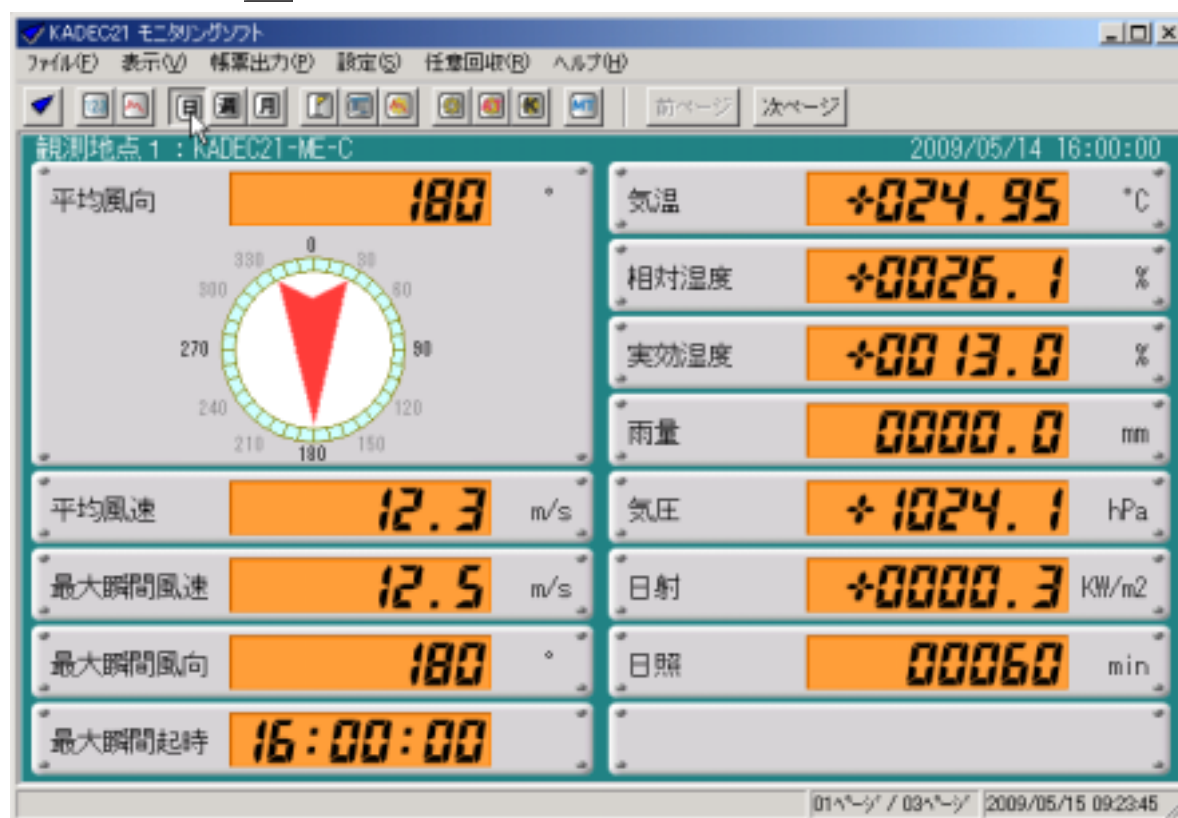 KADEC21 モニタリングソフト
ファイル(F) 表示(V) 帳票出力(P) 設定(S) 任意回収(R) ヘルプ(H)
日 週 月 MT 前ページ 次ページ
観測地点 1 : KADEC21-ME-C 2009/05/14 16:00:00
平均風向 180 °
0
330 30
300 60
270 90
240 120
210 150
180
平均風速 12.3 m/s
最大瞬間風速 12.5 m/s
最大瞬間風向 180 °
最大瞬間起時 16:00:00
気温 +024.95 °C
相対湿度 +0026.1 %
実効湿度 +0013.0 %
雨量 0000.0 mm
気圧 +1024.1 hPa
日射 +0000.3 KW/m2
日照 00060 min
01ページ / 03ページ 2009/05/15 09:23:45